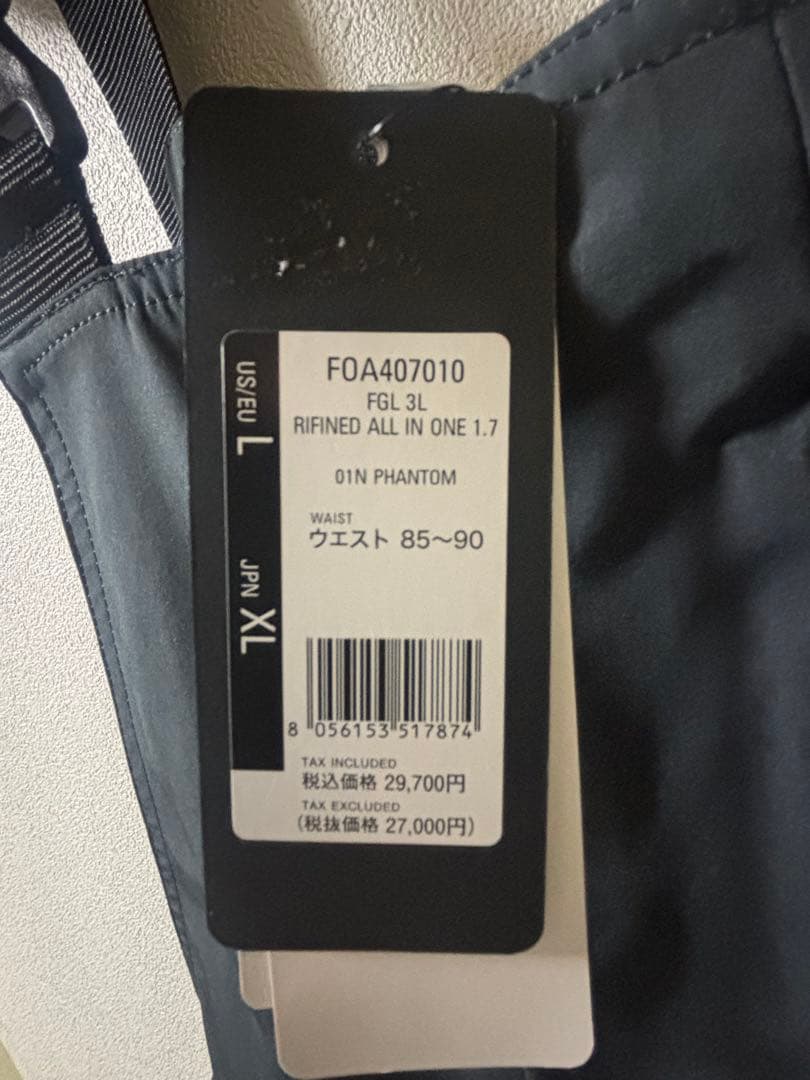 FOA407010
FGL 3L
RIFINED ALL IN ONE 1.7
01N PHANTOM
WAIST
ウエスト 85～90
US/EU L
JPN XL
8 056153 517874
TAX INCLUDED
税込価格 29,700円
TAX EXCLUDED
(税抜価格 27,000円)